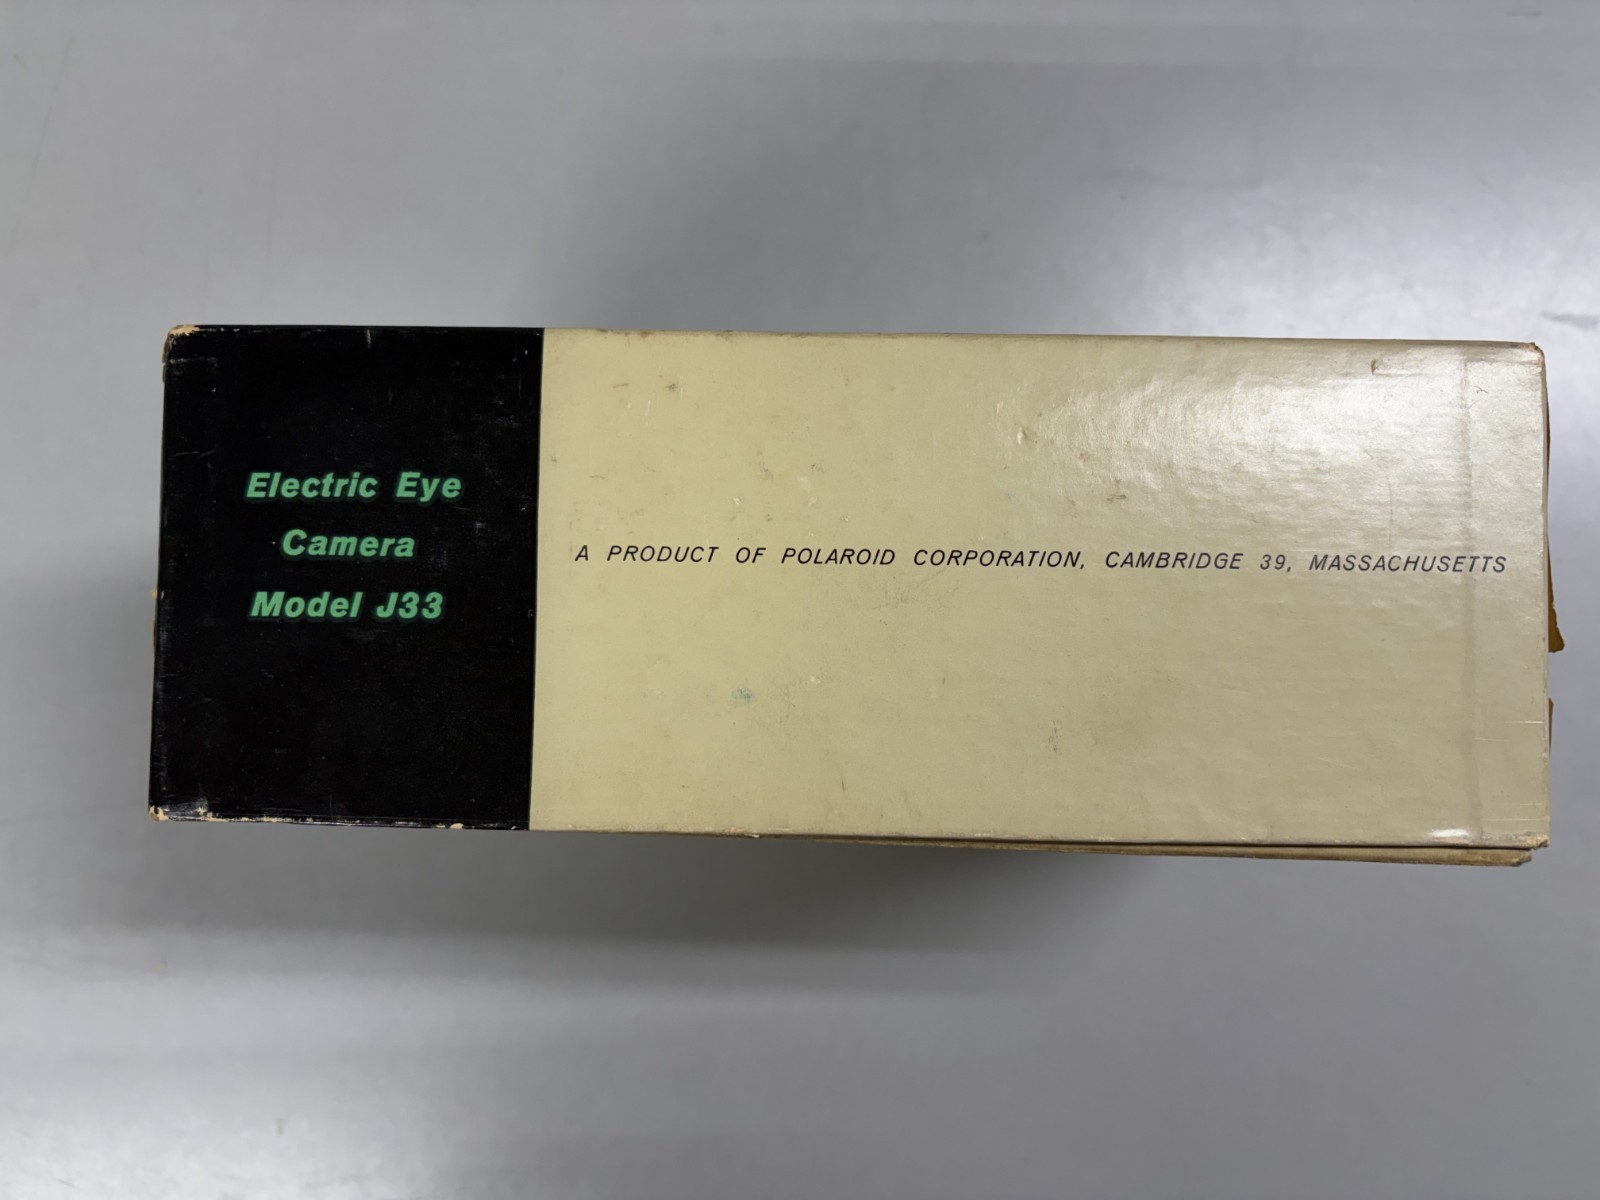 Electric Eye
Camera
Model J33
A PRODUCT OF POLAROID CORPORATION, CAMBRIDGE 39, MASSACHUSETTS